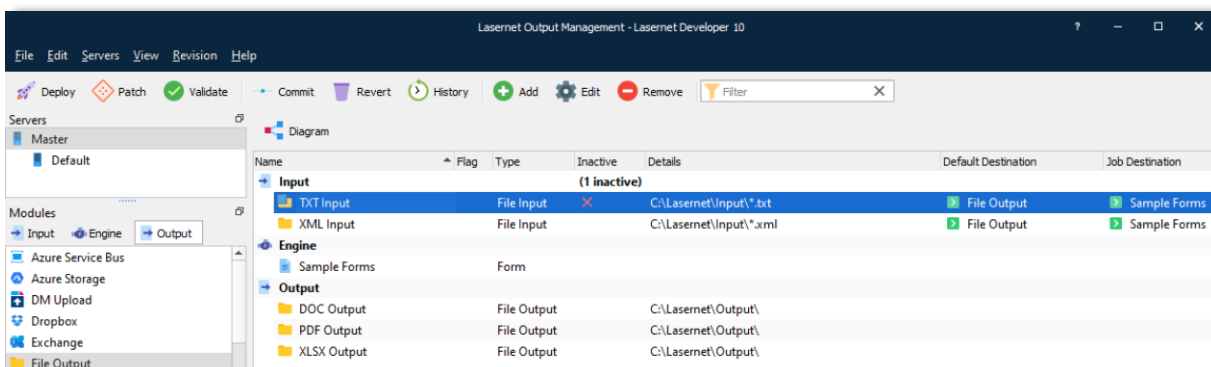 Lasernet Output Management - Lasernet Developer 10
File Edit Servers View Revision Help
Deploy Patch Validate Commit Revert History Add Edit Remove Filter
Servers
Master
Default
Modules
Input Engine Output
Azure Service Bus
Azure Storage
DM Upload
Dropbox
Exchange
File Output
Diagram
Name Flag Type Inactive Details Default Destination Job Destination
Input (1 inactive)
TXT Input File Input C:\Lasernet\Input\*.txt File Output Sample Forms
XML Input File Input C:\Lasernet\Input\*.xml File Output Sample Forms
Engine
Sample Forms Form
Output
DOC Output File Output C:\Lasernet\Output\
PDF Output File Output C:\Lasernet\Output\
XLSX Output File Output C:\Lasernet\Output\